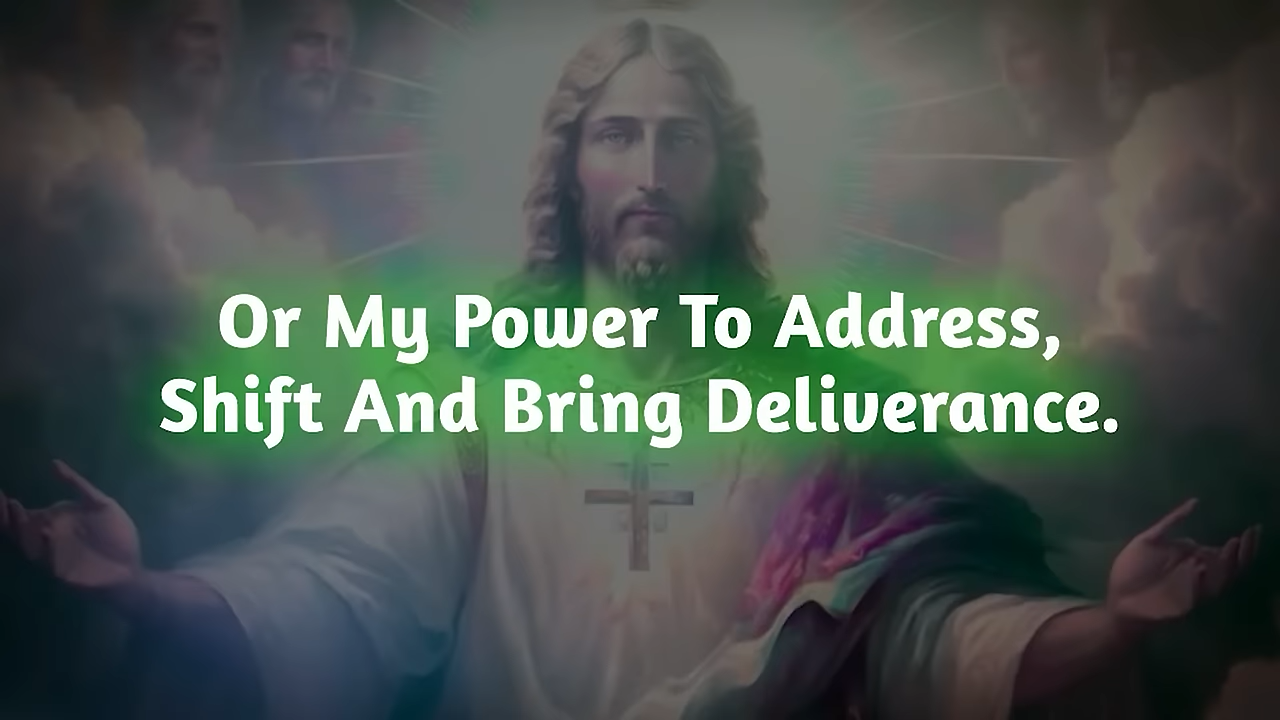 Or My Power To Address,
Shift And Bring Deliverance.